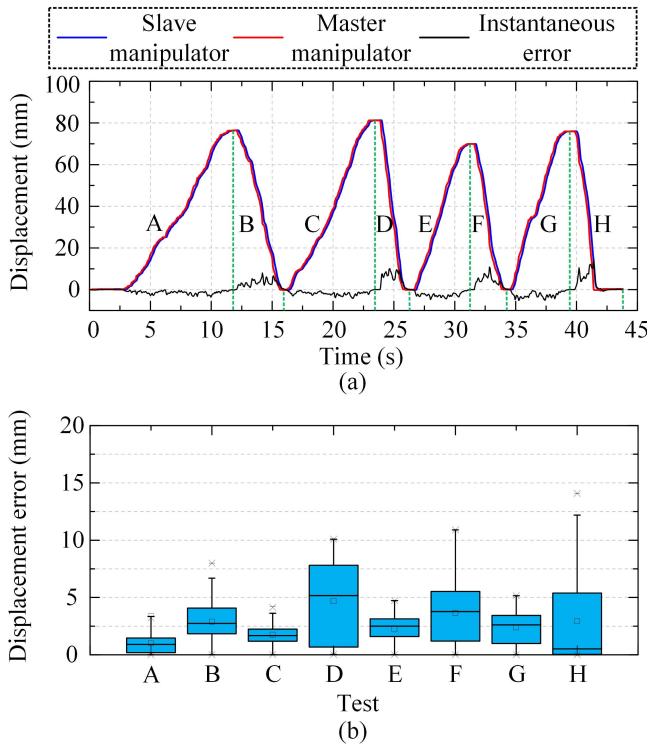 Slave manipulator
Master manipulator
Instantaneous error
Displacement (mm)
100
80
60
40
20
0
A
B
C
D
E
F
G
H
0
5
10
15
20
25
30
35
40
45
Time (s)
(a)
Displacement error (mm)
20
15
10
5
0
A
B
C
D
E
F
G
H
Test
(b)